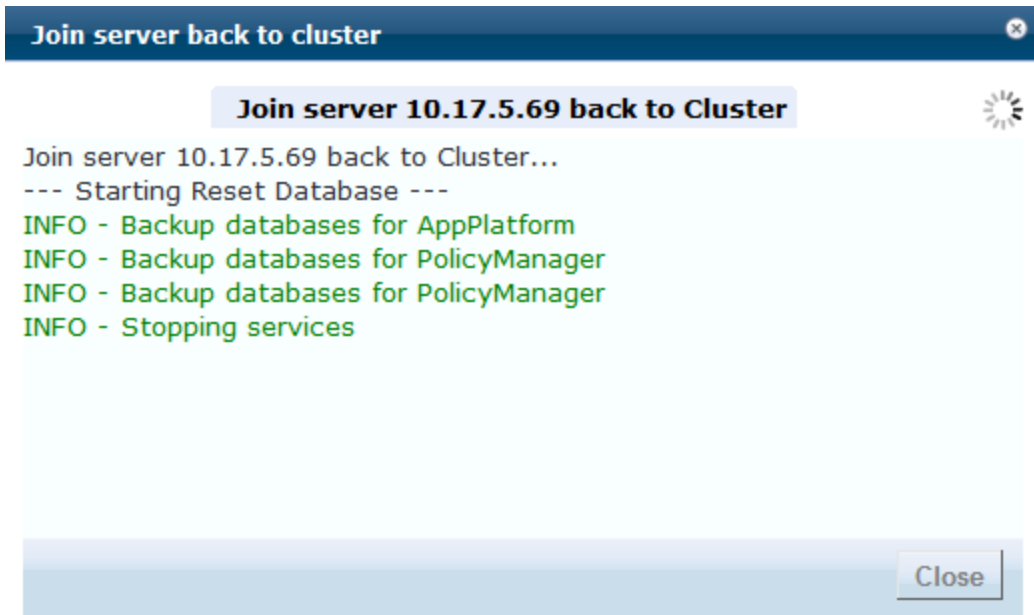 Join server back to cluster
Join server 10.17.5.69 back to Cluster
Join server 10.17.5.69 back to Cluster...
--- Starting Reset Database ---
INFO - Backup databases for AppPlatform
INFO - Backup databases for PolicyManager
INFO - Backup databases for PolicyManager
INFO - Stopping services
Close